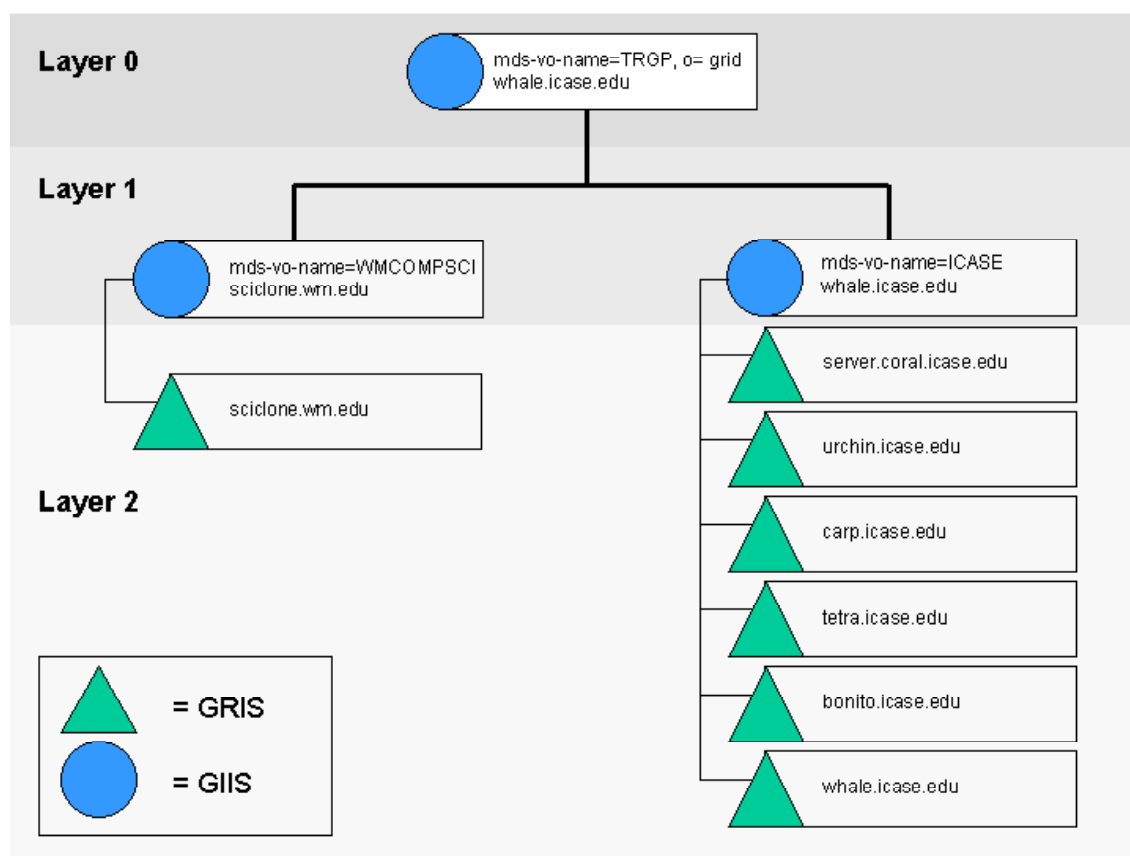 Layer 0
mds-vo-name=TRGP, o= grid
whale.icase.edu
Layer 1
mds-vo-name=WMCOMPSCI
sciclone.wm.edu
mds-vo-name=ICASE
whale.icase.edu
server.coral.icase.edu
sciclone.wm.edu
urchin.icase.edu
Layer 2
carp.icase.edu
tetra.icase.edu
bonito.icase.edu
whale.icase.edu
= GRIS
= GIIS